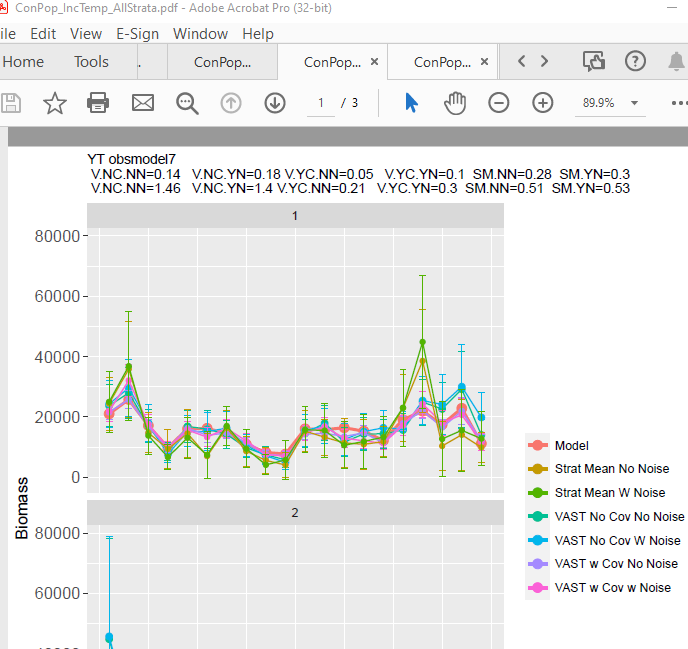 ConPop_IncTemp_AllStrata.pdf - Adobe Acrobat Pro (32-bit)
ile Edit View E-Sign Window Help
Home Tools . ConPop... ConPop... × ConPop... ×
1 / 3 89.9%
YT obsmodel7
V.NC.NN=0.14 V.NC.YN=0.18 V.YC.NN=0.05 V.YC.YN=0.1 SM.NN=0.28 SM.YN=0.3
V.NC.NN=1.46 V.NC.YN=1.4 V.YC.NN=0.21 V.YC.YN=0.3 SM.NN=0.51 SM.YN=0.53
1
80000
60000
40000
20000
0
Biomass
2
80000
60000
Model
Strat Mean No Noise
Strat Mean W Noise
VAST No Cov No Noise
VAST No Cov W Noise
VAST w Cov No Noise
VAST w Cov w Noise